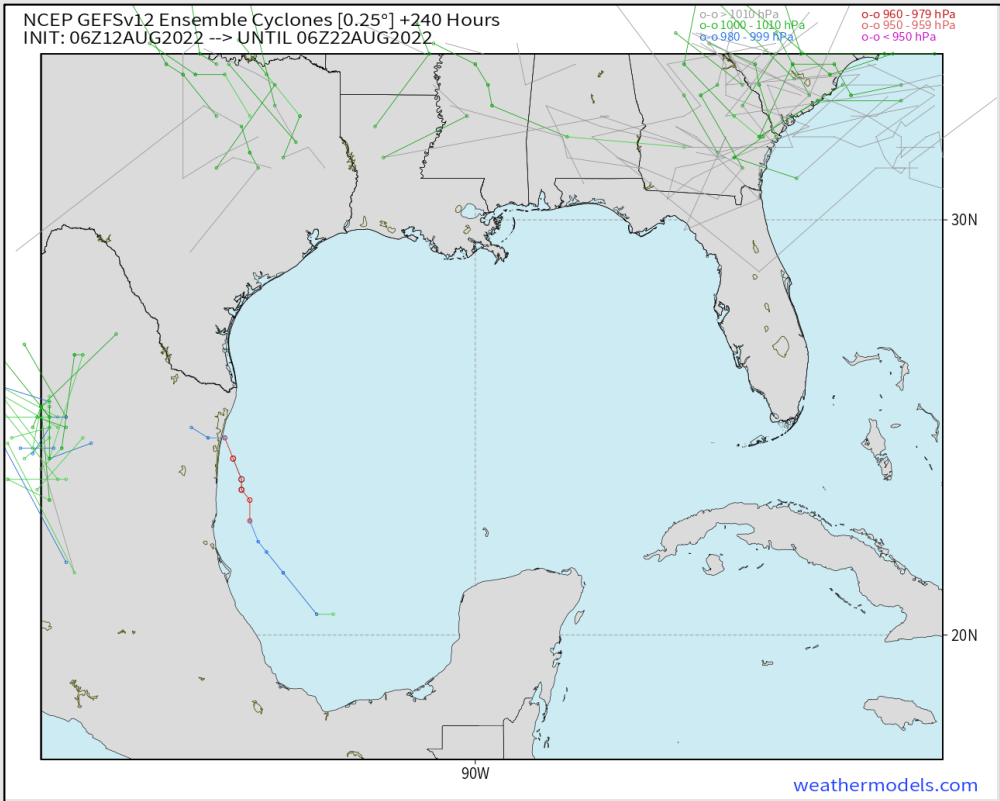 NCEP GEFSv12 Ensemble Cyclones [0.25°] +240 Hours
INIT: 06Z12AUG2022 --> UNTIL 06Z22AUG2022
o-o >1010 hPa
o-o 1000 - 1010 hPa
o-o 980 - 999 hPa
o-o 960 - 979 hPa
o-o 950 - 959 hPa
o-o < 950 hPa
30N
20N
90W
weathermodels.com